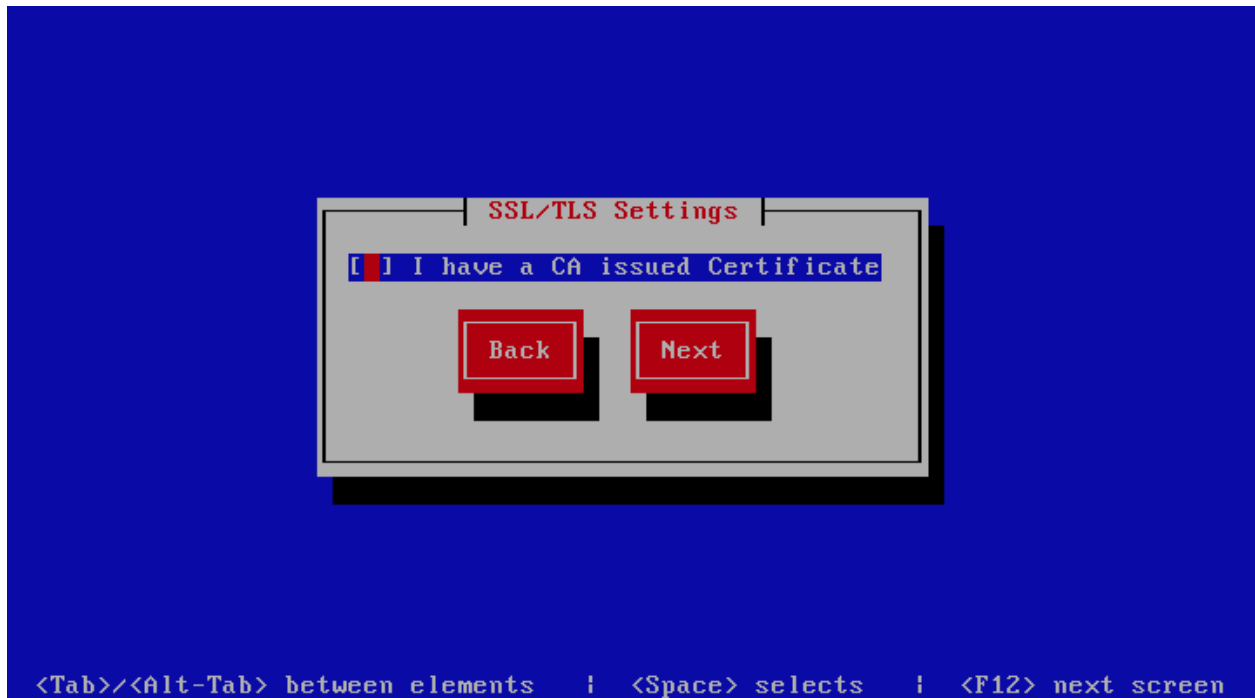 SSL/TLS Settings
[ ] I have a CA issued Certificate
Back Next
<Tab>/<Alt-Tab> between elements | <Space> selects | <F12> next screen